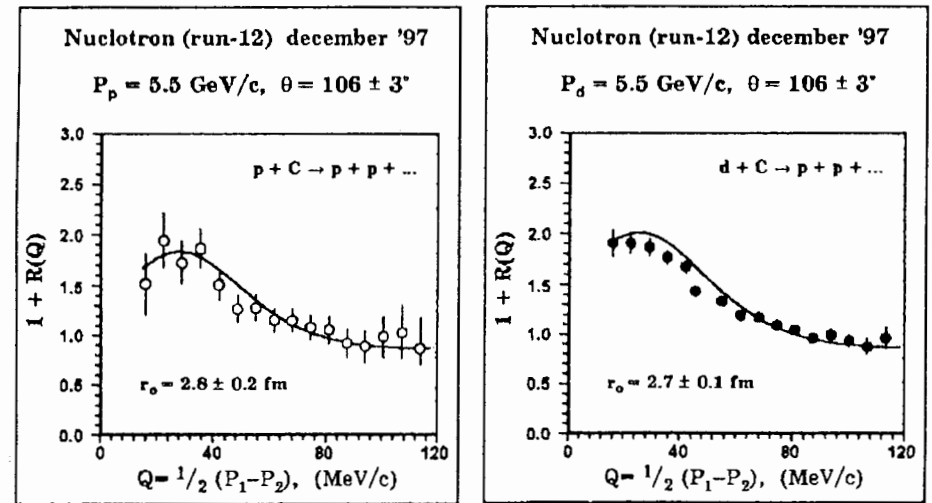 Nuclotron (run-12) december '97
P_p = 5.5 GeV/c, θ = 106 ± 3°
3.0
2.5
2.0
1.5
1.0
0.5
0.0
1 + R(Q)
p + C → p + p + ...
r_o = 2.8 ± 0.2 fm
0 40 80 120
Q= 1/2 (P₁-P₂), (MeV/c)
Nuclotron (run-12) december '97
P_d = 5.5 GeV/c, θ = 106 ± 3°
3.0
2.5
2.0
1.5
1.0
0.5
0.0
1 + R(Q)
d + C → p + p + ...
r_o = 2.7 ± 0.1 fm
0 40 80 120
Q= 1/2 (P₁-P₂), (MeV/c)